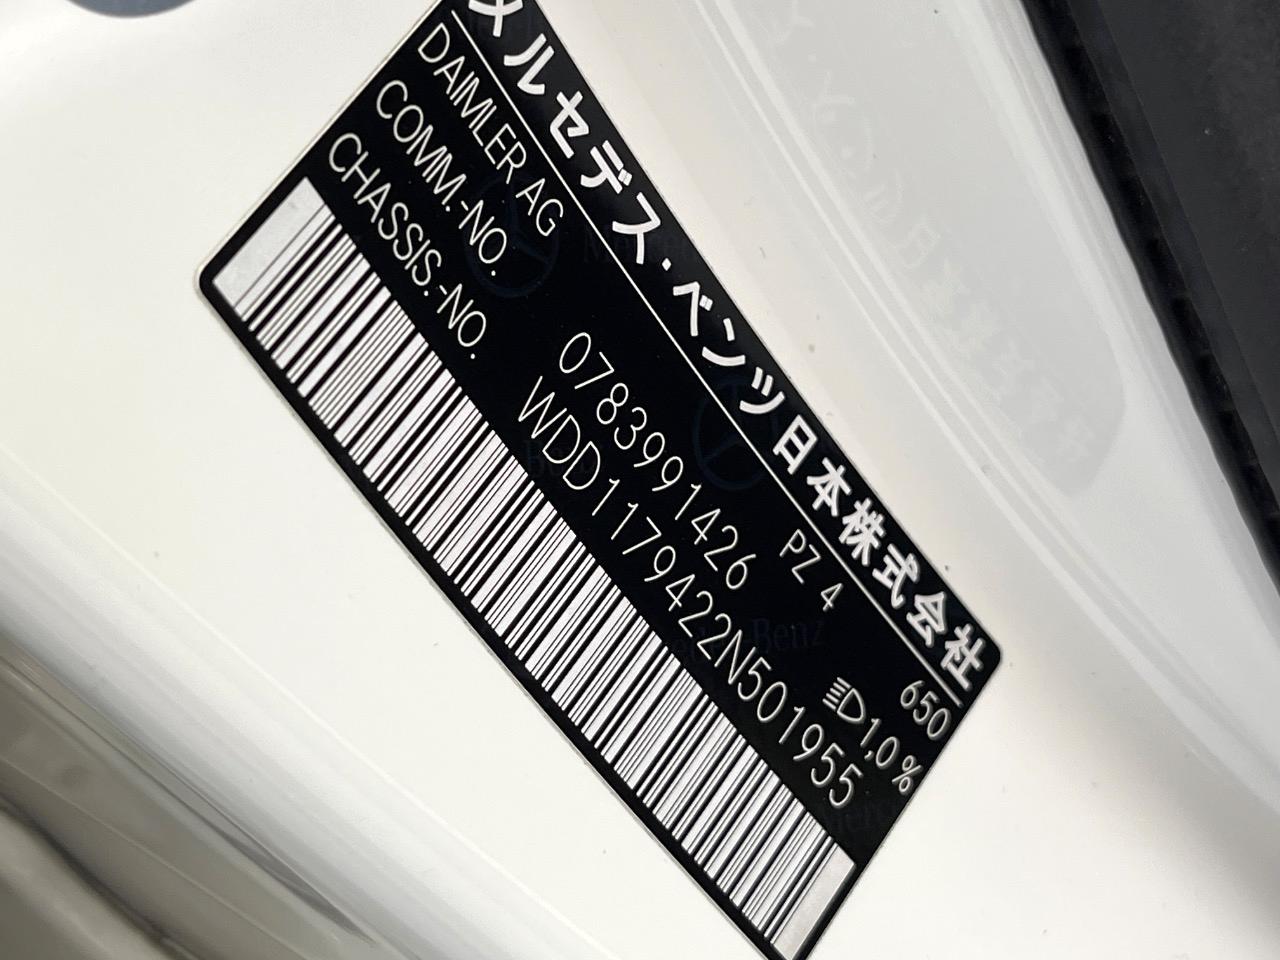 メルセデス・ベンツ日本株式会社
DAIMLER AG 650
COMM.-NO. 0783991426 PZ 4 1,0 %
CHASSIS.-NO. WDD1179422N501955